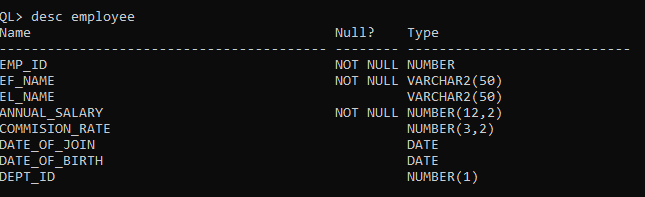 QL> desc employee
Name Null? Type
----------------------------------------- -------- ----------------------------
EMP_ID NOT NULL NUMBER
EF_NAME NOT NULL VARCHAR2(50)
EL_NAME VARCHAR2(50)
ANNUAL_SALARY NOT NULL NUMBER(12,2)
COMMISION_RATE NUMBER(3,2)
DATE_OF_JOIN DATE
DATE_OF_BIRTH DATE
DEPT_ID NUMBER(1)